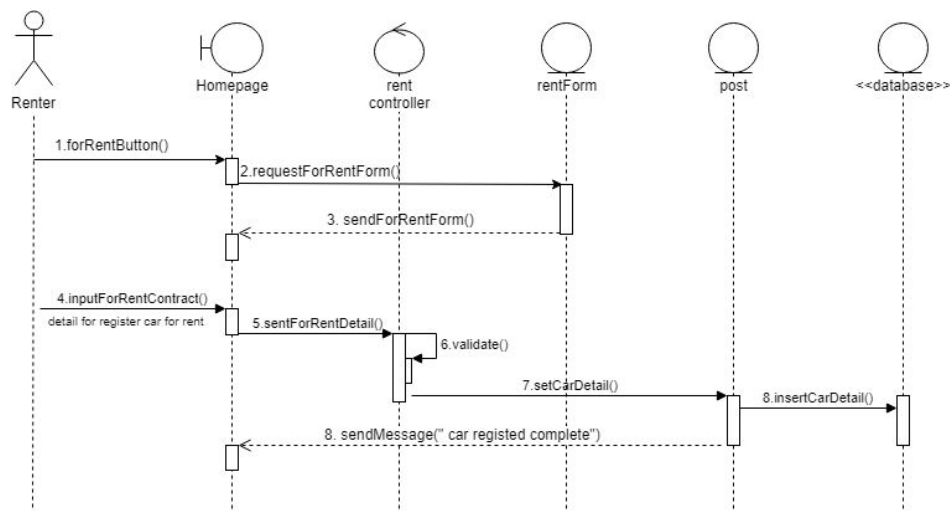 Renter
Homepage
rent
controller
rentForm
post
<<database>>
1.forRentButton()
2.requestForRentForm()
3. sendForRentForm()
4.inputForRentContract()
detail for register car for rent
5.sentForRentDetail()
6.validate()
7.setCarDetail()
8.insertCarDetail()
8. sendMessage(" car registed complete")